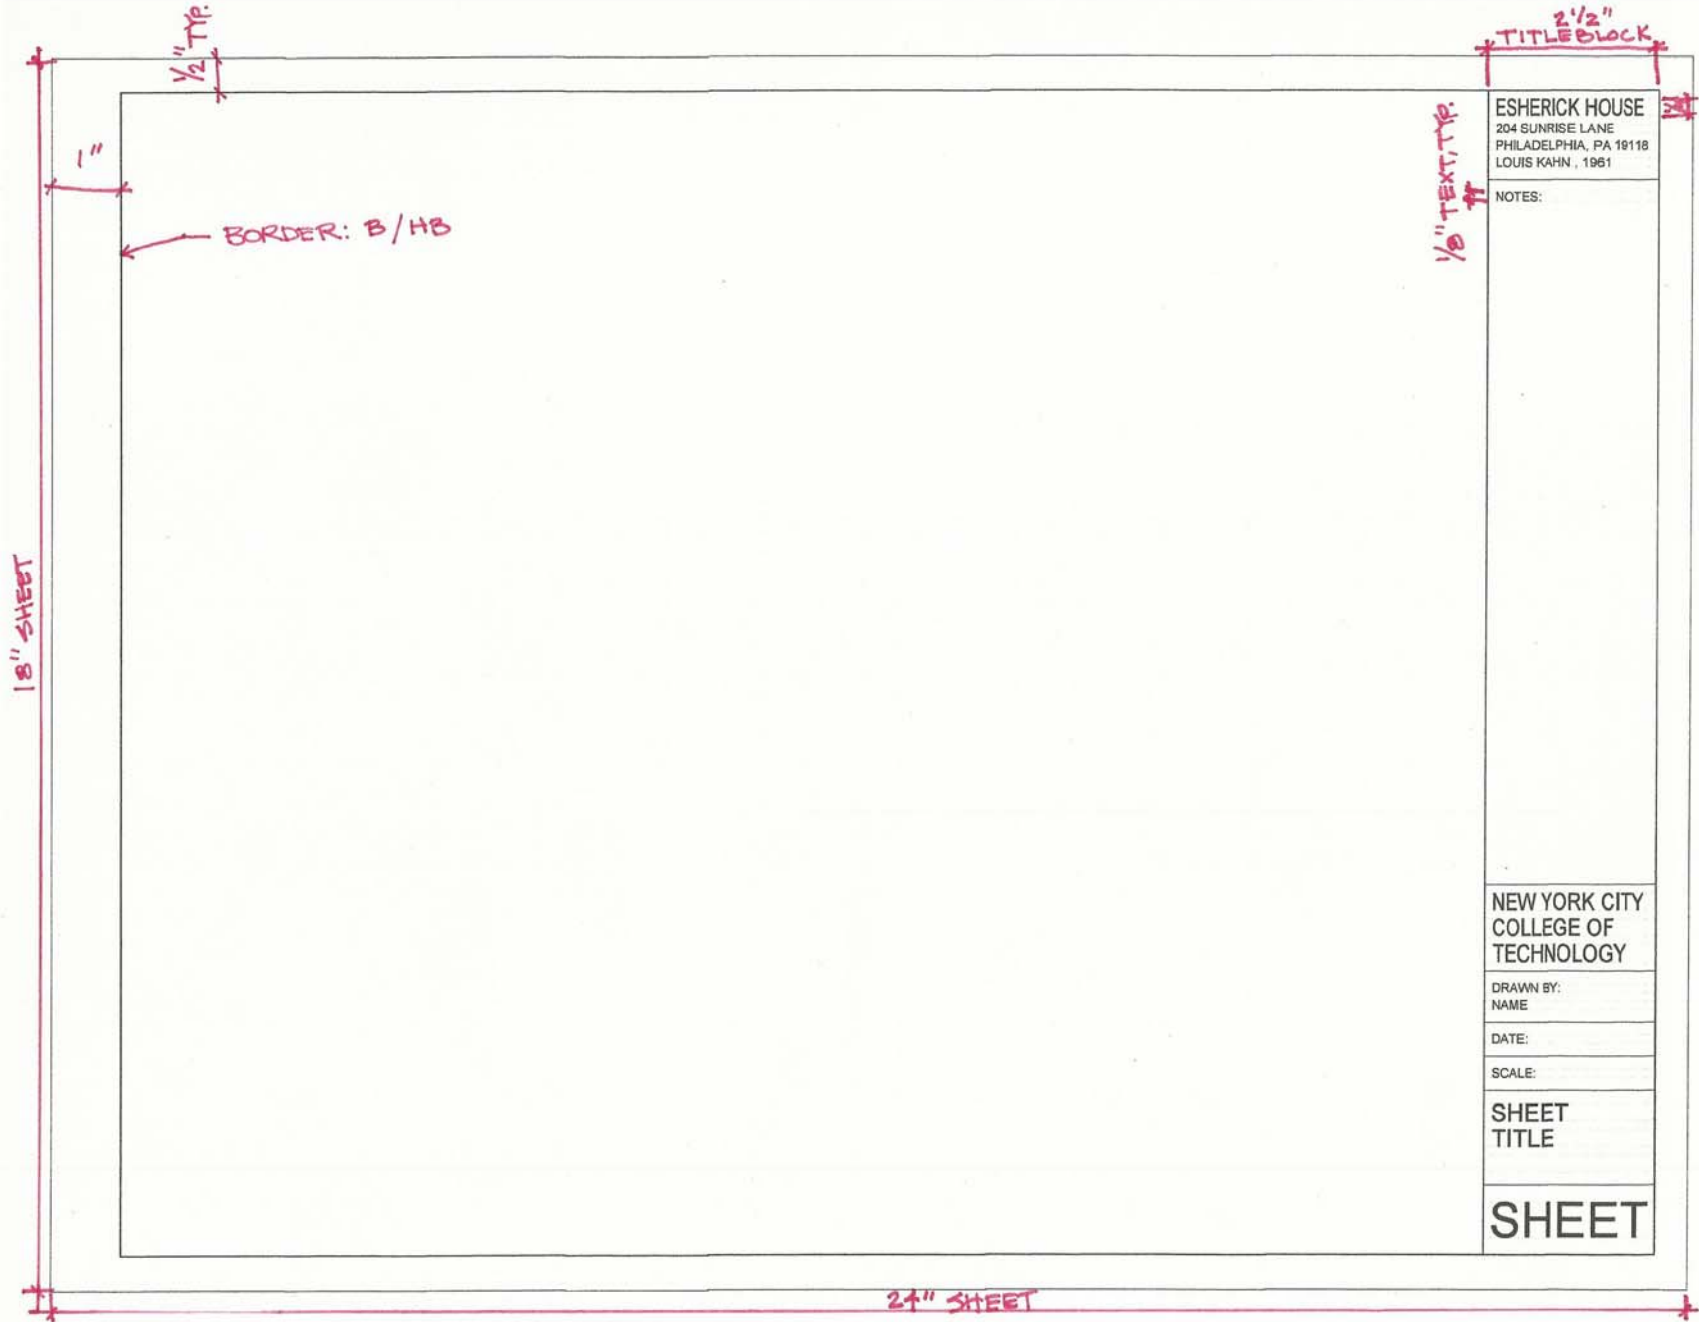 1/2" TYP.
2 1/2"
TITLEBLOCK
1"
BORDER: B/HB
1/8" TEXT, TYP.
ESHERICK HOUSE
204 SUNRISE LANE
PHILADELPHIA, PA 19118
LOUIS KAHN , 1961
NOTES:
18" SHEET
NEW YORK CITY
COLLEGE OF
TECHNOLOGY
DRAWN BY:
NAME
DATE:
SCALE:
SHEET
TITLE
SHEET
24" SHEET